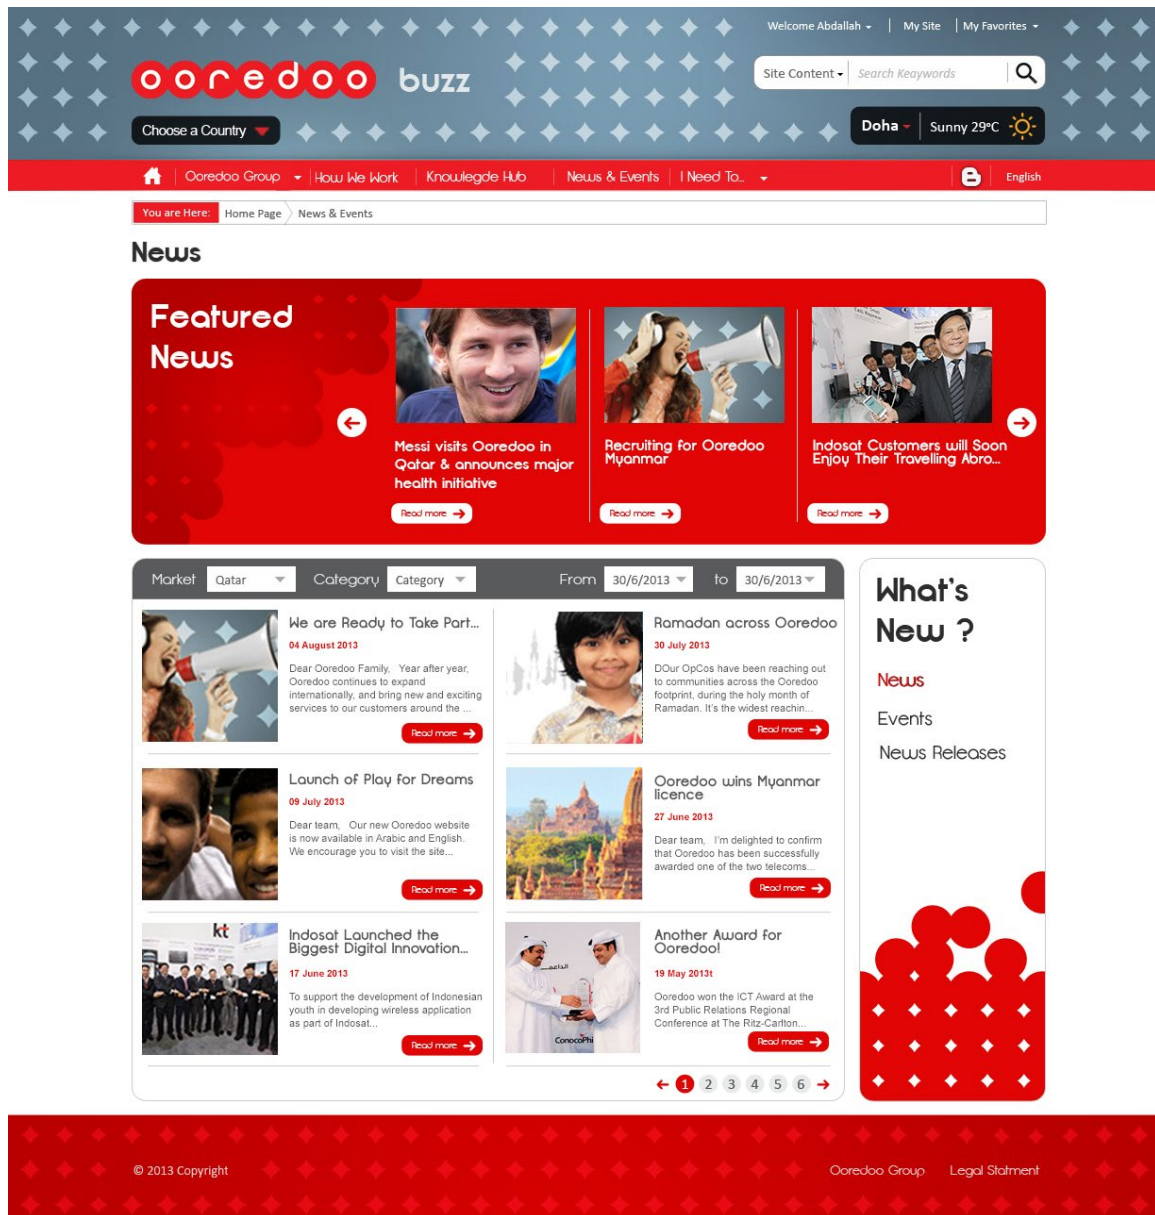 Welcome Abdallah
My Site
My Favorites
ooredoo buzz
Site Content
Search Keaywords
Choose a Country
Doha
Sunny 29ºC
Ooredoo Group
How We Work
Knowlegde Hub
News & Events
I Need To...
English
You are Here:
Home Page
News & Events
News
Featured
News
Messi visits Ooredoo in
Qatar & announces major
health initiative
Read more
Recruiting for Ooredoo
Myanmar
Read more
Indosat Customers will Soon
Enjoy Their Travelling Abro...
Read more
Market
Qatar
Category
Category
From
30/6/2013
to
30/6/2013
We are Ready to Take Part...
04 August 2013
Dear Ooredoo Family, Year after year,
Ooredoo continues to expand
internationally, and bring new and exciting
services to our customers around the ...
Read more
Ramadan across Ooredoo
30 July 2013
DOur OpCos have been reaching out
to communities across the Ooredoo
footprint, during the holy month of
Ramadan. It's the widest reachin...
Read more
Launch of Play for Dreams
09 July 2013
Dear team, Our new Ooredoo website
is now available in Arabic and English.
We encourage you to visit the site...
Read more
Ooredoo wins Myanmar
licence
27 June 2013
Dear team, I'm delighted to confirm
that Ooredoo has been successfully
awarded one of the two telecoms...
Read more
kt
Indosat Launched the
Biggest Digital Innovation...
17 June 2013
To support the development of Indonesian
youth in developing wireless application
as part of Indosat...
Read more
ConocoPhi
Another Award for
Ooredoo!
19 May 2013t
Ooredoo won the ICT Award at the
3rd Public Relations Regional
Conference at The Ritz-Carlton...
Read more
1 2 3 4 5 6
What's
New ?
News
Events
News Releases
© 2013 Copyright
Ooredoo Group
Legal Statment